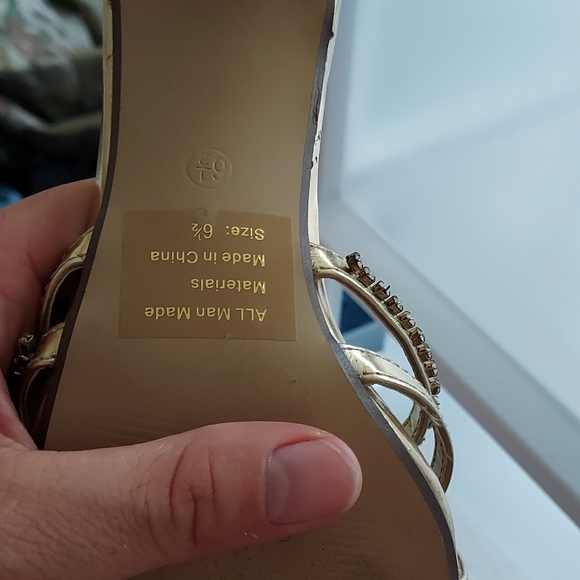 ALL Man Made
Materials
Made in China
Size: 6½
6½